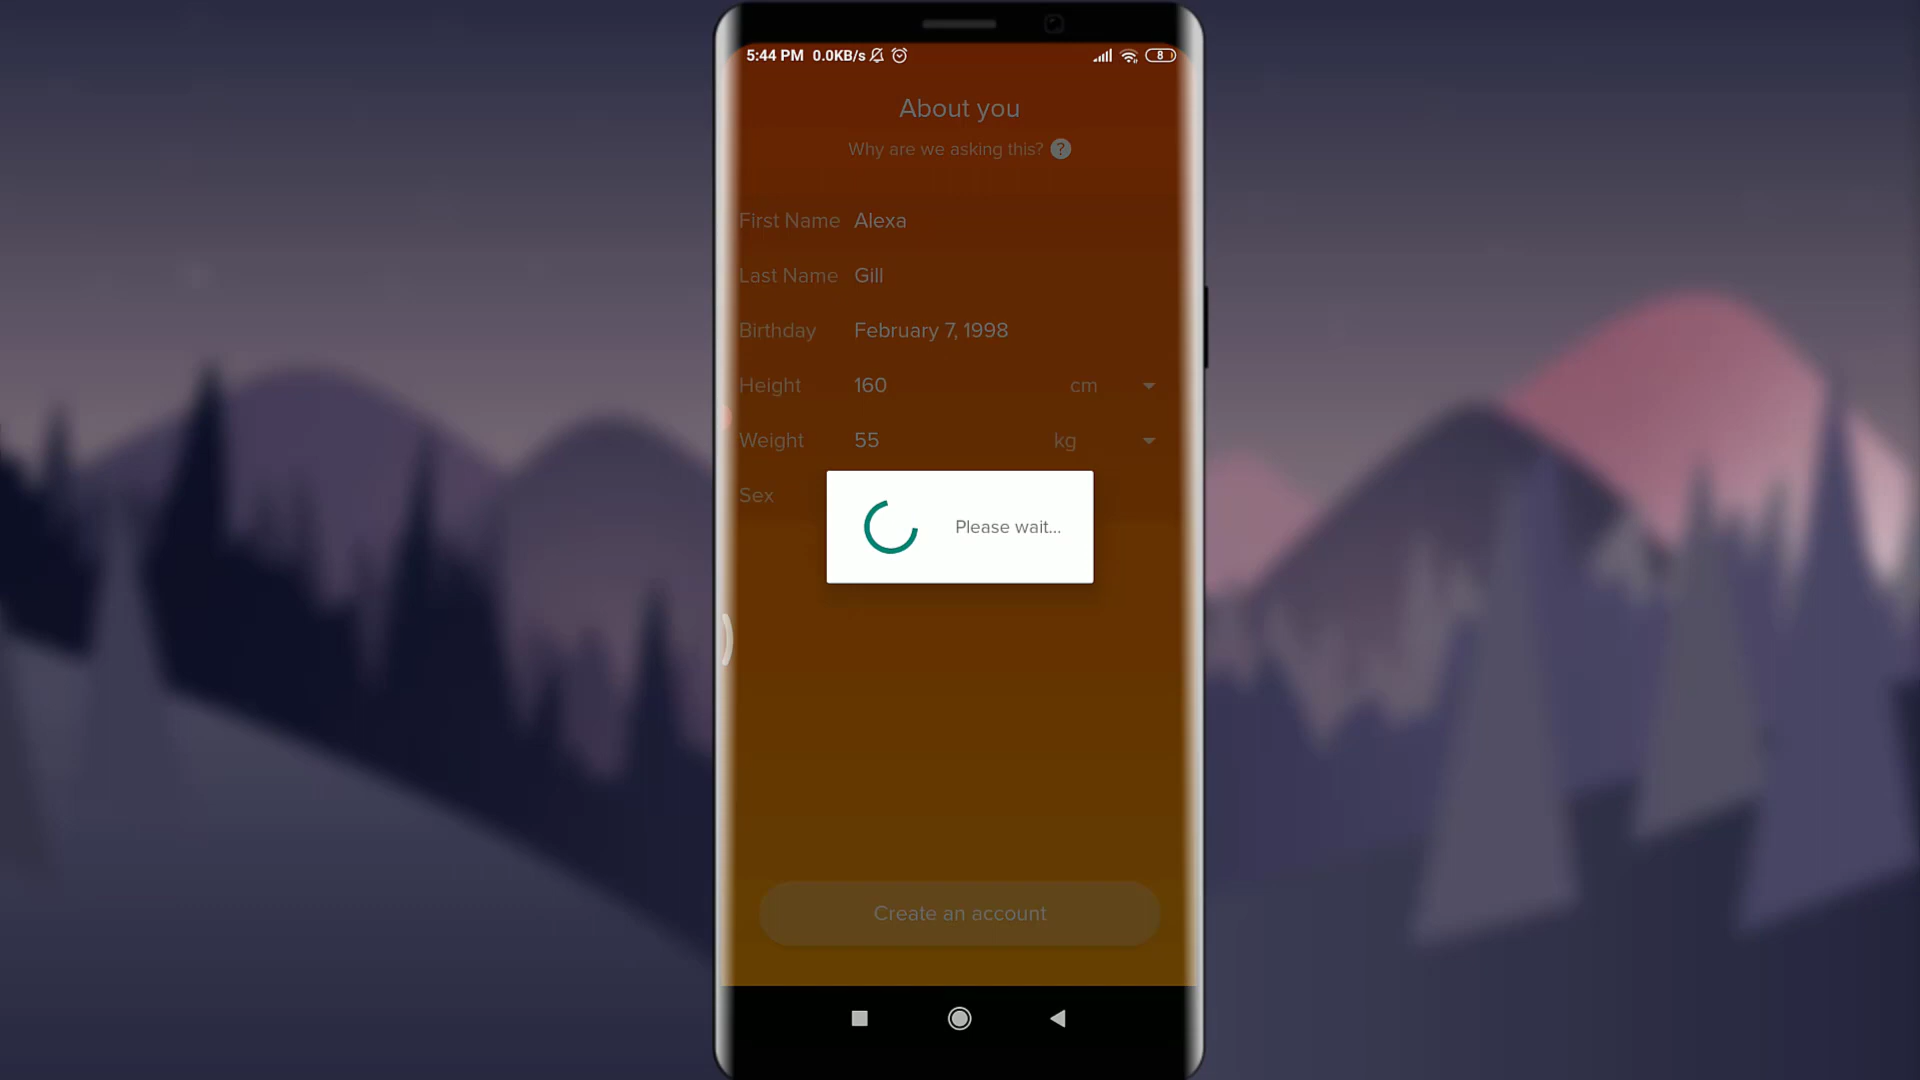 5:44 PM 0.0KB/s 8
About you
Why are we asking this? ?
First Name Alexa
Last Name Gill
Birthday February 7, 1998
Height 160 cm
Weight 55 kg
Sex
Please wait...
Create an account